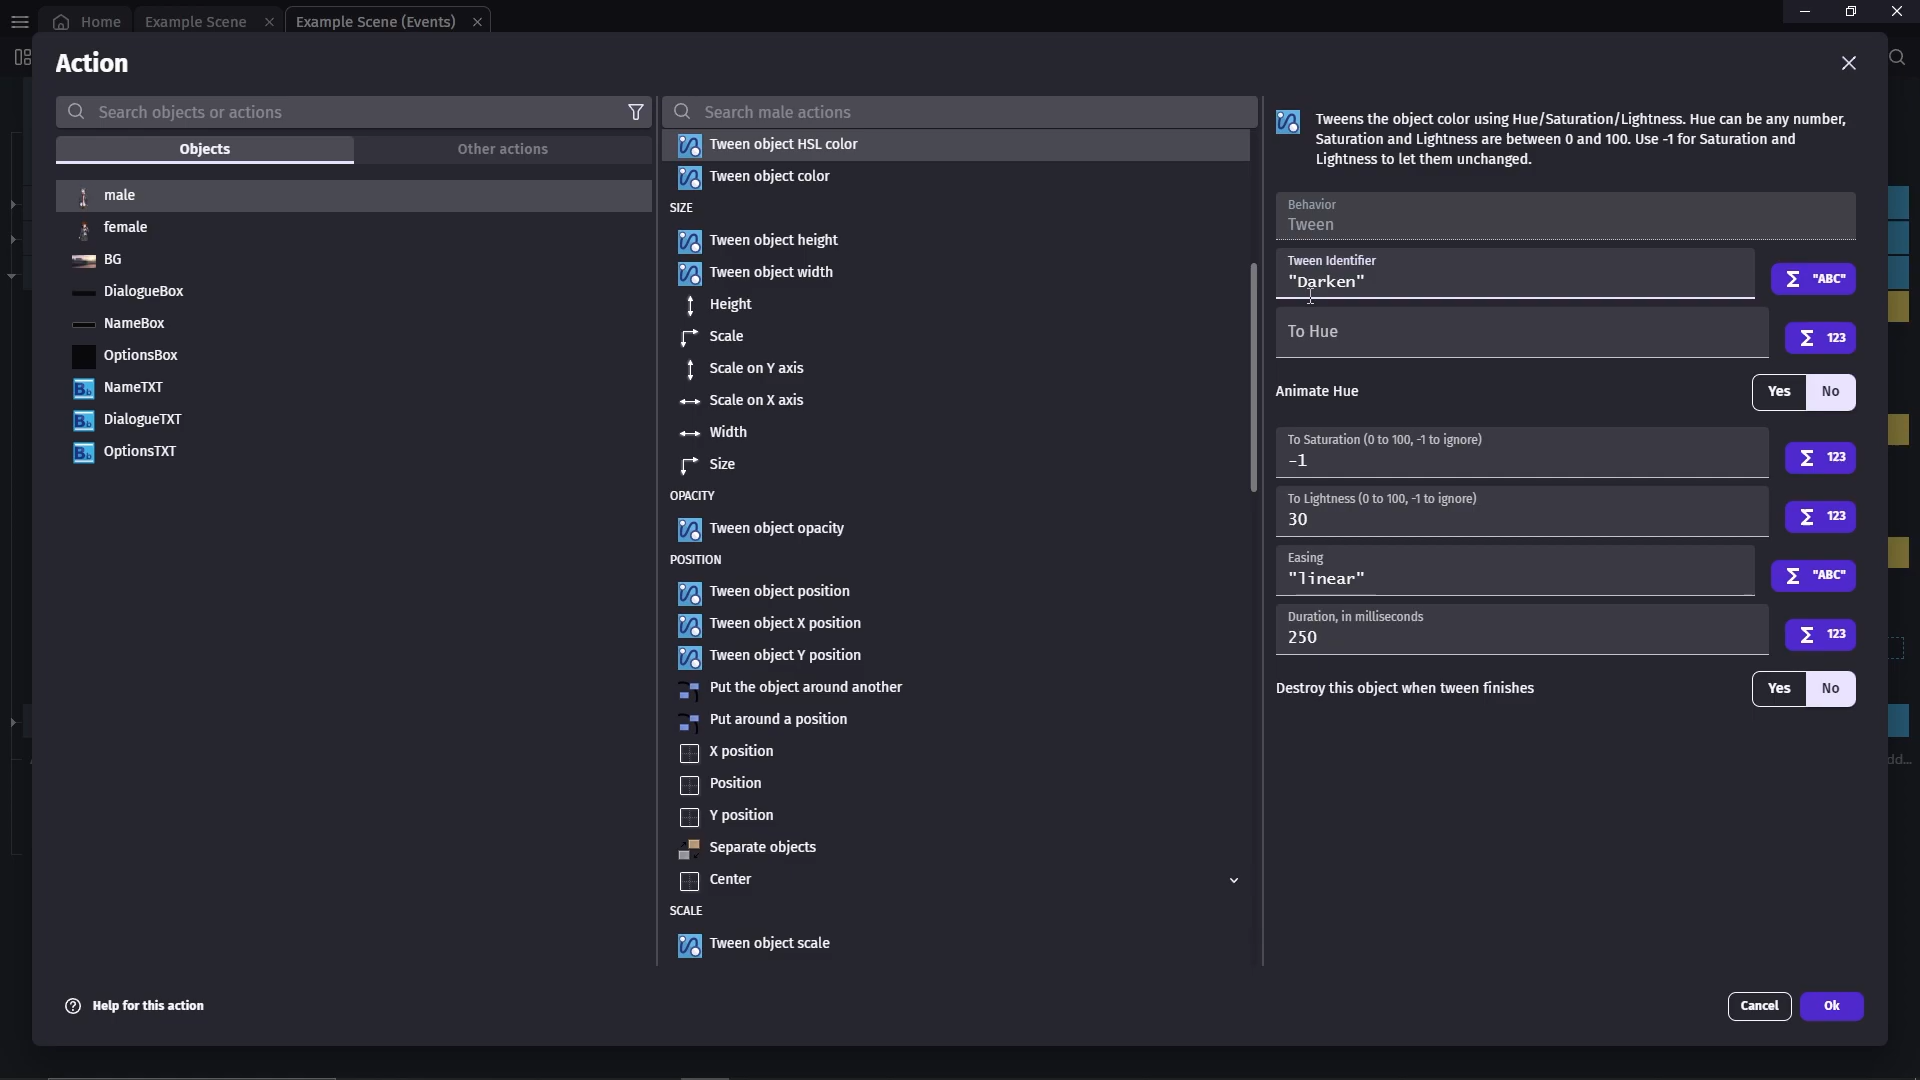 Home
Example Scene
Example Scene (Events)
Action
Search objects or actions
Objects
Other actions
male
female
BG
DialogueBox
NameBox
OptionsBox
NameTXT
DialogueTXT
OptionsTXT
Help for this action
Search male actions
Tween object HSL color
Tween object color
SIZE
Tween object height
Tween object width
Height
Scale
Scale on Y axis
Scale on X axis
Width
Size
OPACITY
Tween object opacity
POSITION
Tween object position
Tween object X position
Tween object Y position
Put the object around another
Put around a position
X position
Position
Y position
Separate objects
Center
SCALE
Tween object scale
Tweens the object color using Hue/Saturation/Lightness. Hue can be any number,
Saturation and Lightness are between 0 and 100. Use -1 for Saturation and
Lightness to let them unchanged.
Behavior
Tween
Tween Identifier
"Darken"
Σ "ABC"
To Hue
Σ 123
Animate Hue
Yes No
To Saturation (0 to 100, -1 to ignore)
-1
Σ 123
To Lightness (0 to 100, -1 to ignore)
30
Σ 123
Easing
"linear"
Σ "ABC"
Duration, in milliseconds
250
Σ 123
Destroy this object when tween finishes
Yes No
Cancel
Ok